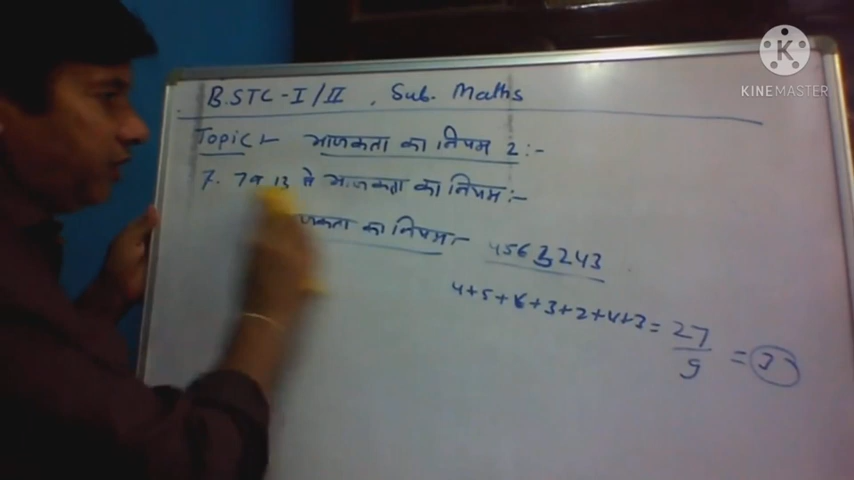 KINEMASTER
B.STC - I/II , Sub. Maths
Topic :- भाजकता का नियम 2 :-
7. 7व 13 से भाजकता का नियम :-
जकता का नियम :- 4563243
4+5+6+3+2+4+3 = 27/9 = 3